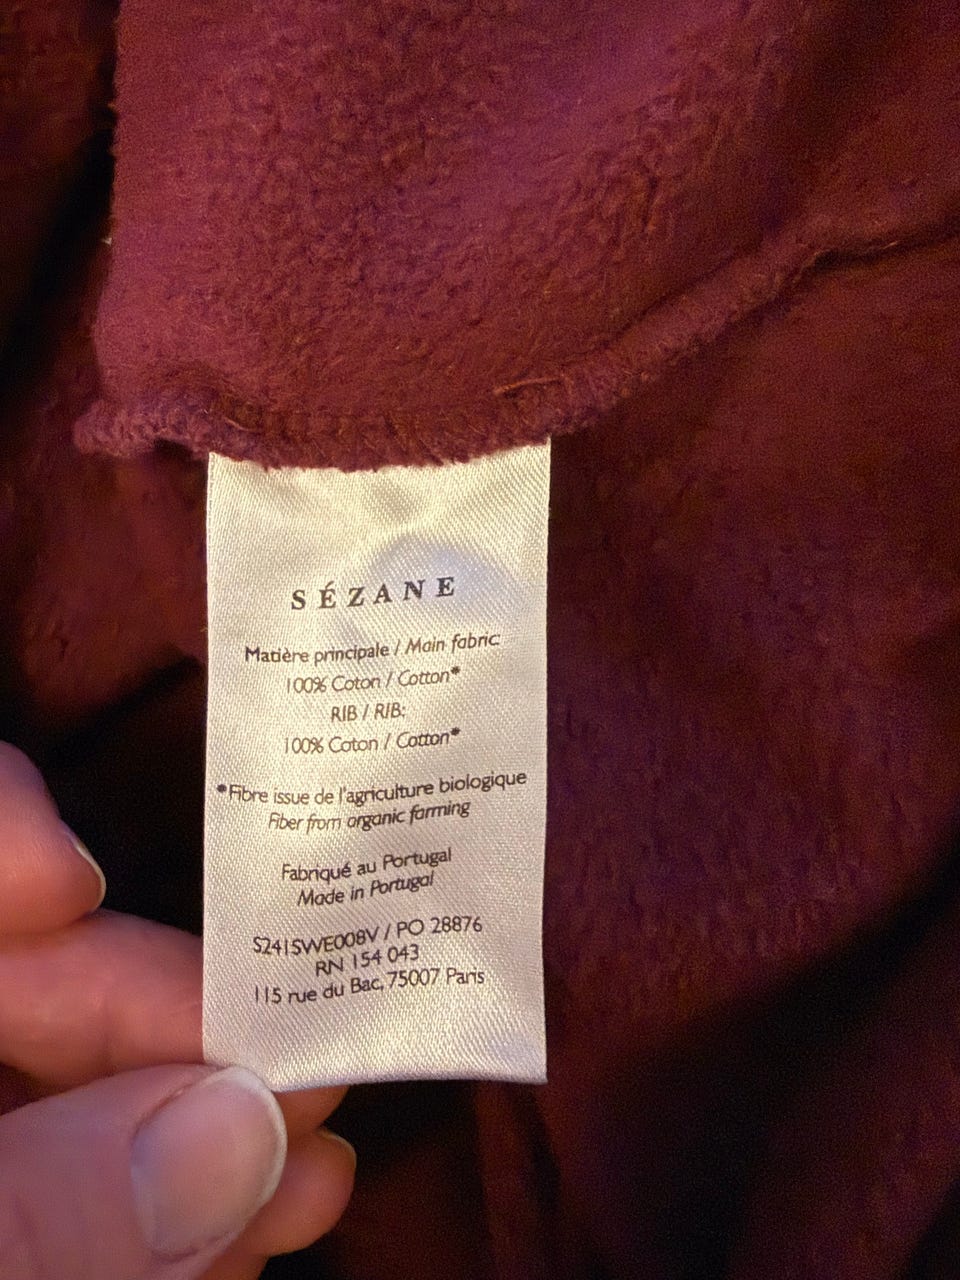 SÉZANE
Matière principale / Main fabric:
100% Coton / Cotton*
RIB / RIB:
100% Coton / Cotton*
*Fibre issue de l'agriculture biologique
Fiber from organic farming
Fabriqué au Portugal
Made in Portugal
S241SWE008V / PO 28876
RN 154 043
115 rue du Bac, 75007 Paris